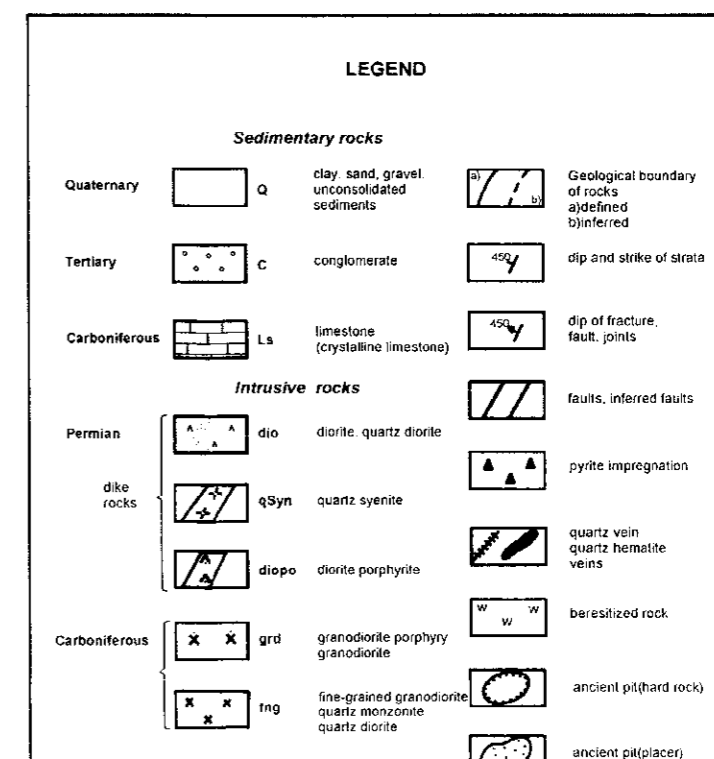 LEGEND
Sedimentary rocks
Quaternary
Q
clay. sand, gravel.
unconsolidated
sediments
Tertiary
C
conglomerate
Carboniferous
Ls
limestone
(crystalline limestone)
Intrusive rocks
Permian
dio
diorite. quartz diorite
dike
rocks
qSyn
quartz syenite
diopo
diorite porphyrite
Carboniferous
grd
granodiorite porphyry
granodiorite
fng
fine-grained granodiorite
quartz monzonite
quartz diorite
a)
b)
Geological boundary
of rocks
a)defined
b)inferred
450
dip and strike of strata
450
dip of fracture,
fault. joints
faults, inferred faults
pyrite impregnation
quartz vein
quartz hematite
veins
W W
W
beresitized rock
ancient pit(hard rock)
ancient pit(placer)